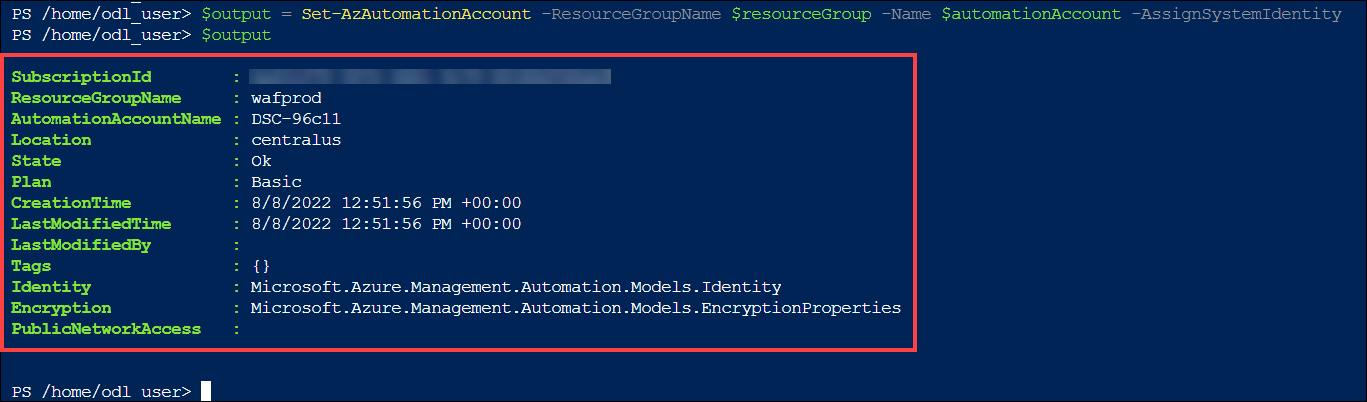 PS /home/odl_user> $output = Set-AzAutomationAccount -ResourceGroupName $resourceGroup -Name $automationAccount -AssignSystemIdentity
PS /home/odl_user> $output
SubscriptionId :
ResourceGroupName : wafprod
AutomationAccountName : DSC-96c11
Location : centralus
State : Ok
Plan : Basic
CreationTime : 8/8/2022 12:51:56 PM +00:00
LastModifiedTime : 8/8/2022 12:51:56 PM +00:00
LastModifiedBy :
Tags : {}
Identity : Microsoft.Azure.Management.Automation.Models.Identity
Encryption : Microsoft.Azure.Management.Automation.Models.EncryptionProperties
PublicNetworkAccess :
PS /home/odl_user>